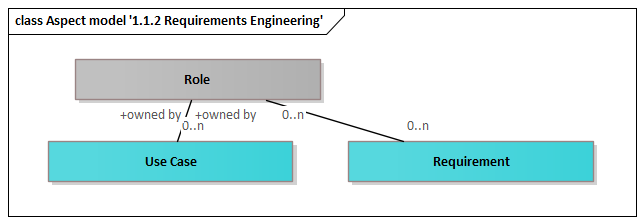 class Aspect model '1.1.2 Requirements Engineering'
Role
+owned by +owned by 0..n
0..n 0..n
Use Case Requirement